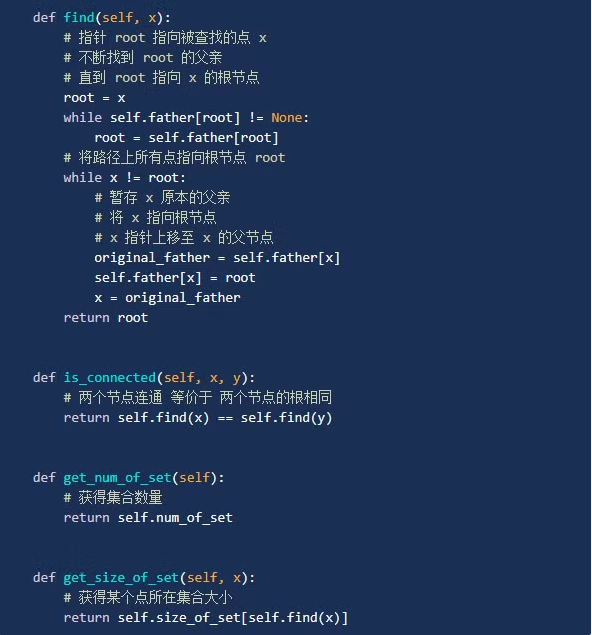 def find(self, x):
# 指针 root 指向被查找的点 x
# 不断找到 root 的父亲
# 直到 root 指向 x 的根节点
root = x
while self.father[root] != None:
root = self.father[root]
# 将路径上所有点指向根节点 root
while x != root:
# 暂存 x 原本的父亲
# 将 x 指向根节点
# x 指针上移至 x 的父节点
original_father = self.father[x]
self.father[x] = root
x = original_father
return root
def is_connected(self, x, y):
# 两个节点连通 等价于 两个节点的根相同
return self.find(x) == self.find(y)
def get_num_of_set(self):
# 获得集合数量
return self.num_of_set
def get_size_of_set(self, x):
# 获得某个点所在集合大小
return self.size_of_set[self.find(x)]